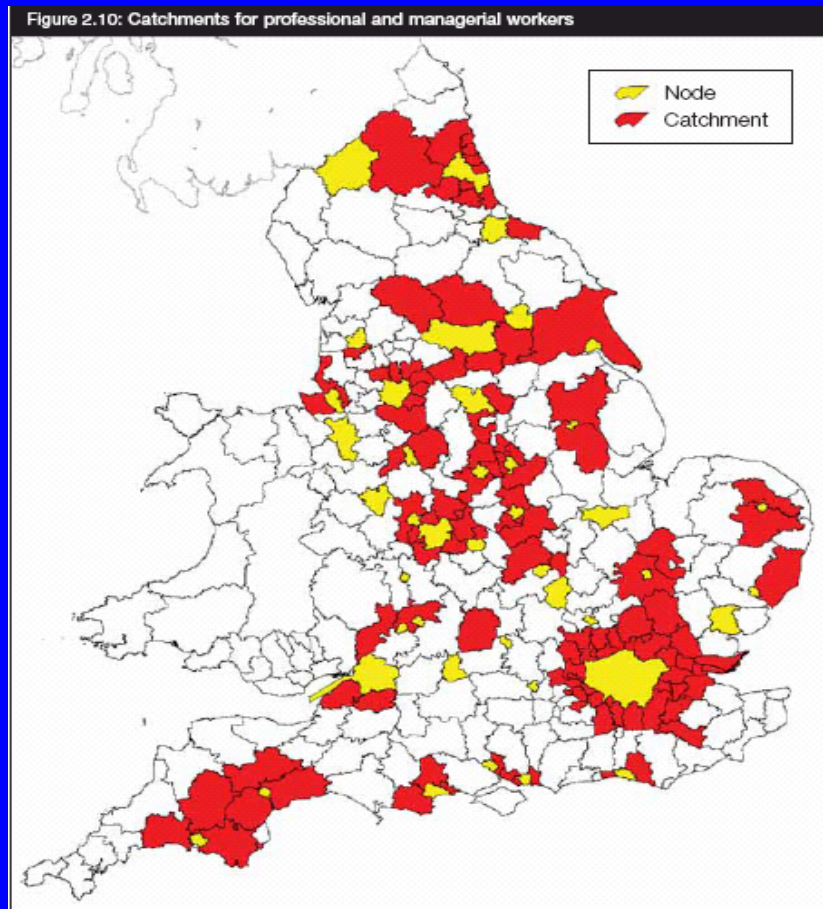 Figure 2.10: Catchments for professional and managerial workers
Node
Catchment